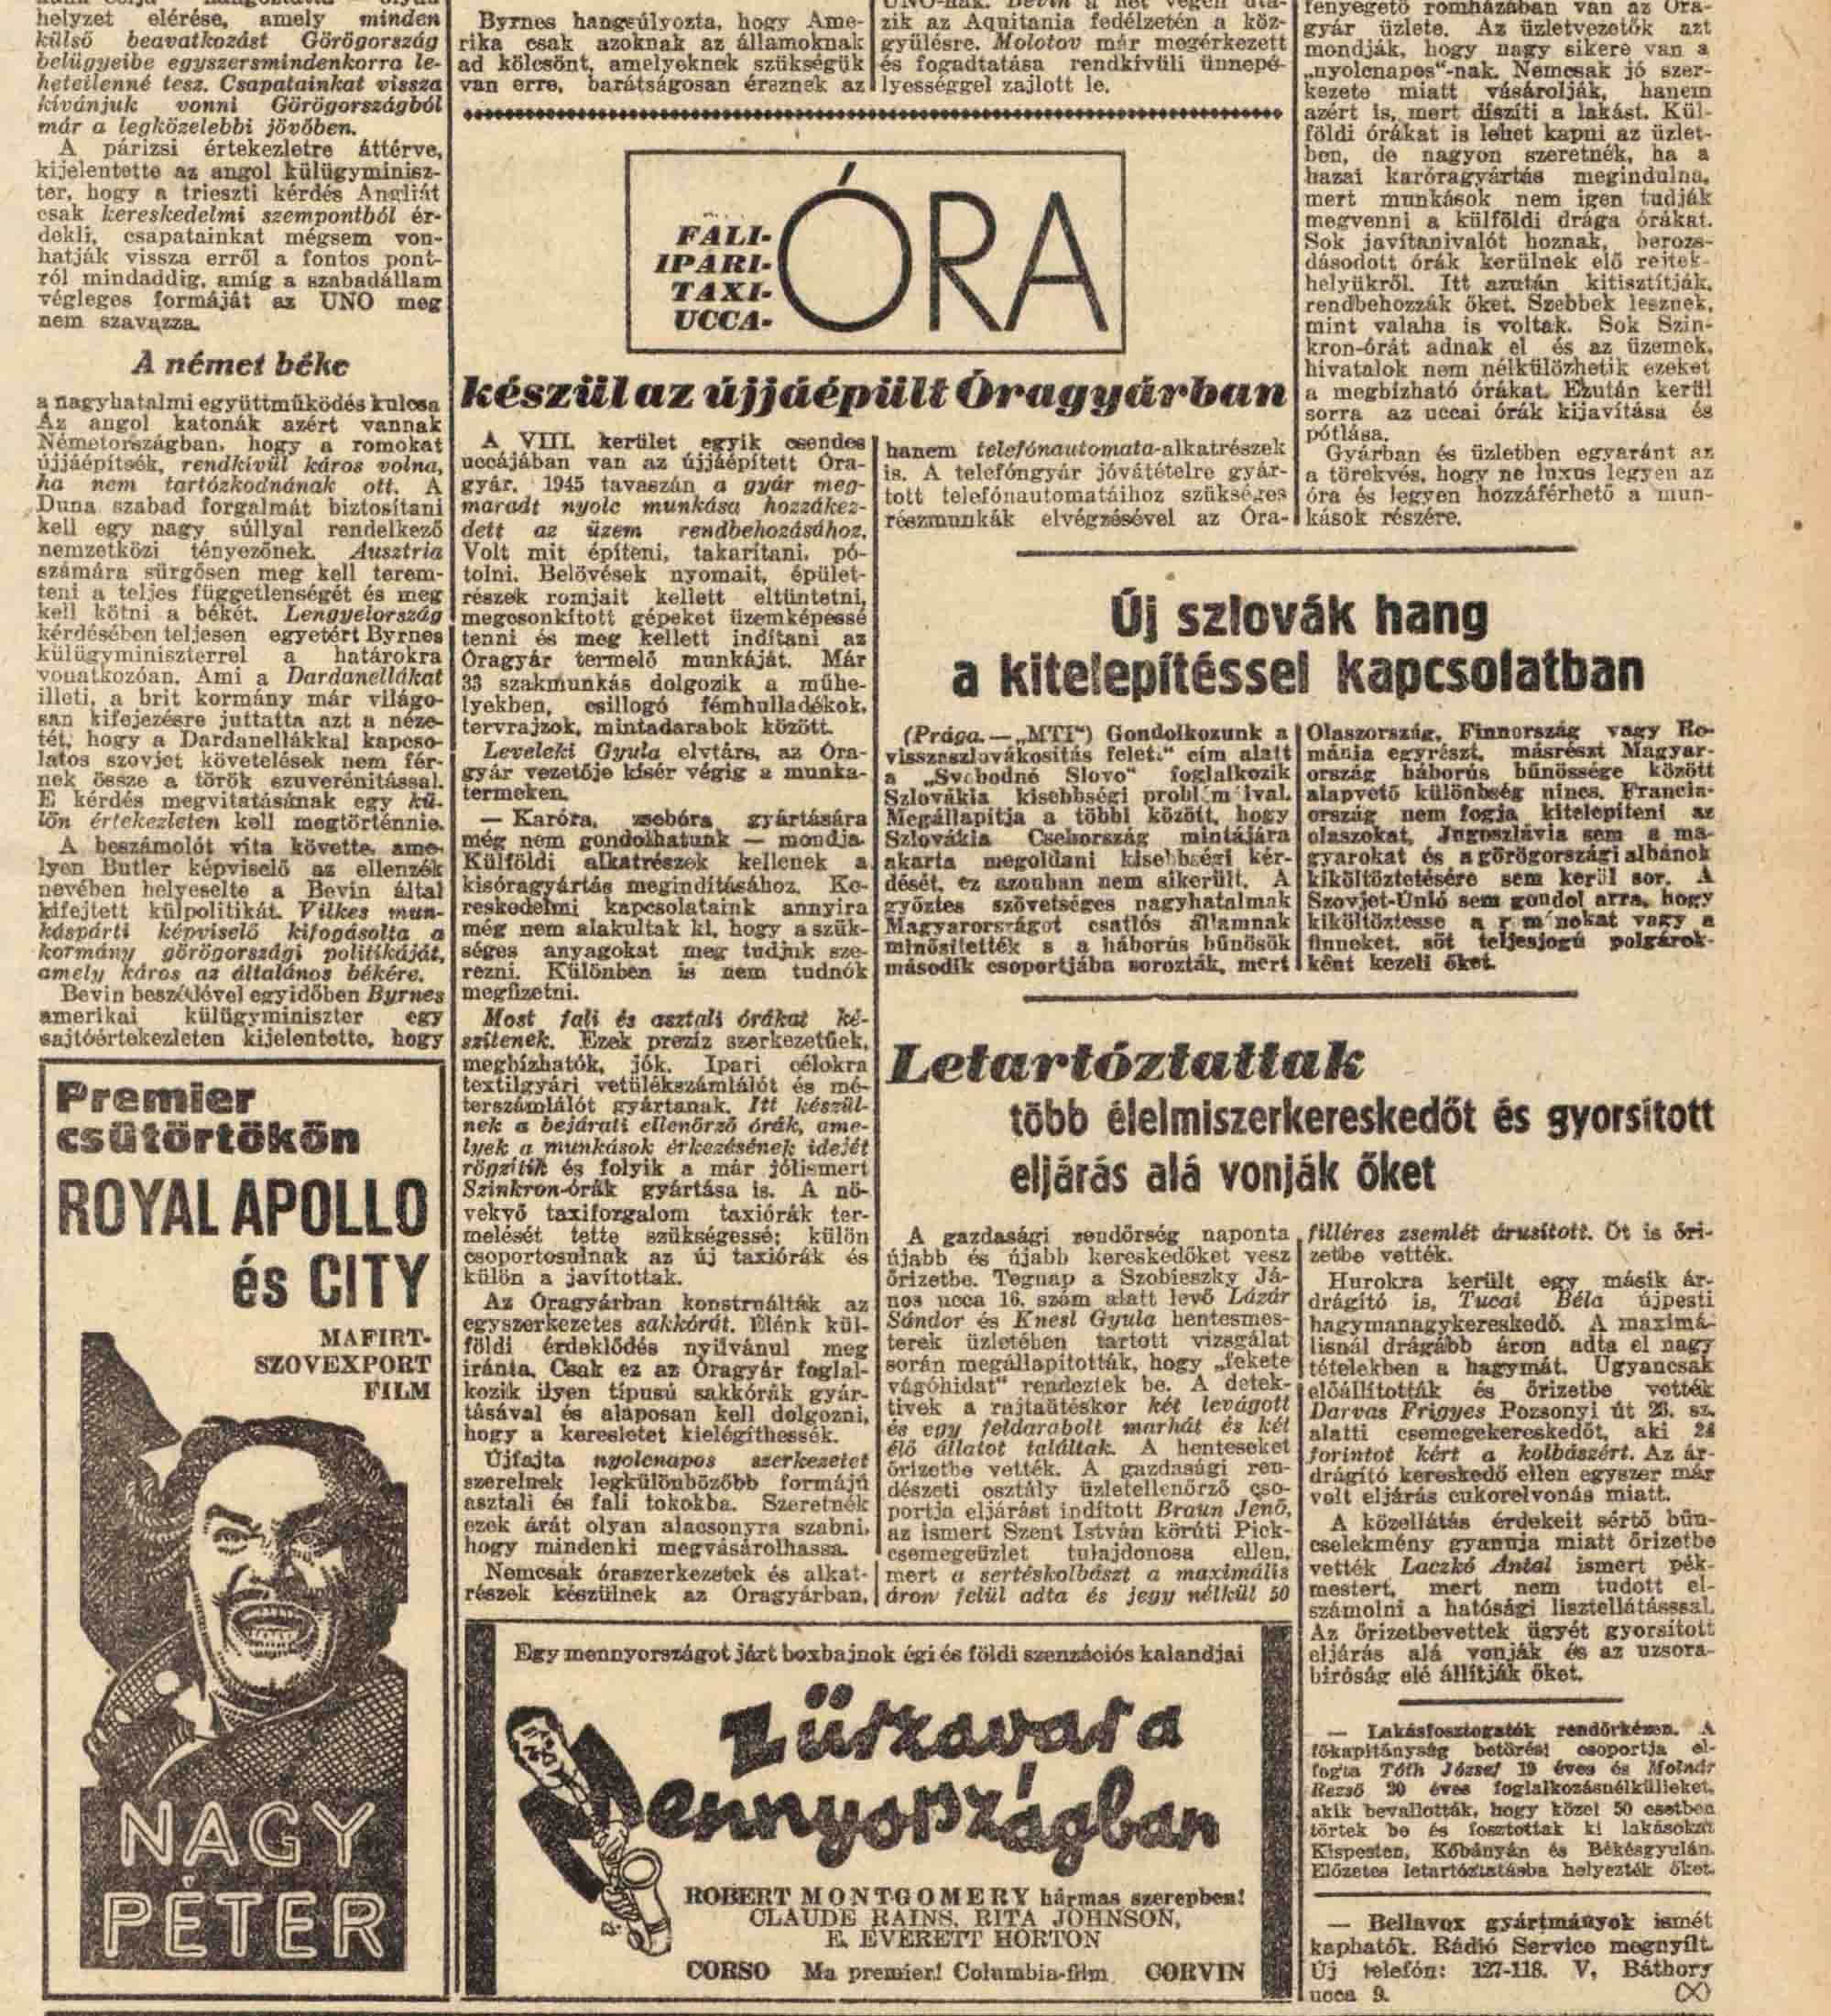 helyzet elérése, amely minden
külső beavatkozást Görögország
belügyeibe egyszersmindenkorra le-
hetetlenné tesz. Csapatainkat vissza
kívánjuk vonni Görögországból
már a legközelebbi jövőben.
A párizsi értekezletre áttérve,
kijelentette az angol külügyminisz-
ter, hogy a trieszti kérdés Angliát
csak kereskedelmi szempontból ér-
dekli, csapatainkat mégsem von-
hatják vissza erről a fontos pont-
ról mindaddig, amíg a szabadállam
végleges formáját az UNO meg
nem szavazza.
A német béke
a nagyhatalmi együttműködés kulcsa
Az angol katonák azért vannak
Németországban, hogy a romokat
újjáépítsék, rendkívül káros volna,
ha nem tartózkodnának ott. A
Duna szabad forgalmát biztosítani
kell egy nagy súllyal rendelkező
nemzetközi tényezőnek. Ausztria
számára sürgősen meg kell terem-
teni a teljes függetlenségét és meg
kell kötni a békét. Lengyelország
kérdésében teljesen egyetért Byrnes
külügyminiszterrel a határokra
vonatkozóan. Ami a Dardanellákat
illeti, a brit kormány már világo-
san kifejezésre juttatta azt a néze-
tét, hogy a Dardanellákkal kapcso-
latos szovjet követelések nem fér-
nek össze a török szuverénitással.
E kérdés megvitatásának egy kü-
lön értekezleten kell megtörténnie.
A beszámolót vita követte, ame-
lyen Butler képviselő az ellenzék
nevében helyeselte a Bevin által
kifejtett külpolitikát. Vilkes mun-
káspárti képviselő kifogásolta a
kormány görögországi politikáját,
amely káros az általános békére.
Bevin beszédével egyidőben Byrnes
amerikai külügyminiszter egy
sajtóértekezleten kijelentette, hogy
Premier
csütörtökön
ROYAL APOLLO
és CITY
MAFIRT-
SZOVEXPORT
FILM
NAGY
PÉTER
Byrnes hangsúlyozta, hogy Ame-
rika csak azoknak az államoknak
ad kölcsönt, amelyeknek szükségük
van erre, barátságosan éreznek az
zik az Aquitania fedélzetén a köz-
gyülésre. Molotov már megérkezett
és fogadtatása rendkívüli ünnepé-
lyességgel zajlott le.
FALI-
IPARI-
TAXI-
UCCA-
ÓRA
készül az újjáépült Óragyárban
A VIII. kerület egyik csendes
uccájában van az újjáépített Óra-
gyár. 1945 tavaszán a gyár meg-
maradt nyolc munkása hozzákez-
dett az üzem rendbehozásához.
Volt mit építeni, takarítani, pó-
tolni. Belövések nyomait, épület-
részek romjait kellett eltüntetni,
megcsonkított gépeket üzemképessé
tenni és meg kellett indítani az
Óragyár termelő munkáját. Már
33 szakmunkás dolgozik a műhe-
lyekben, csillogó fémhulladékok,
tervrajzok, mintadarabok között.
Leveleki Gyula elvtárs, az Óra-
gyár vezetője kísér végig a munka-
termeken.
— Karóra, zsebóra gyártására
még nem gondolhatunk — mondja.
Külföldi alkatrészek kellenek a
kisóragyártás megindításához. Ke-
reskedelmi kapcsolataink annyira
még nem alakultak ki, hogy a szük-
séges anyagokat meg tudjuk sze-
rezni. Különben is nem tudnók
megfizetni.
Most fali és asztali órákat ké-
szítenek. Ezek precíz szerkezetűek,
megbízhatók, jók. Ipari célokra
textilgyári vetülékszámlálót és mé-
terszámlálót gyártanak. Itt készül-
nek a bejárati ellenőrző órák, ame-
lyek a munkások érkezésének idejét
rögzítik és folyik a már jólismert
Szinkron-órák gyártása is. A nö-
vekvő taxiforgalom taxiórák ter-
melését tette szükségessé; külön
csoportosulnak az új taxiórák és
külön a javítottak.
Az Óragyárban konstruálták az
egyszerkezetes sakkórát. Élénk kül-
földi érdeklődés nyilvánul meg
iránta. Csak ez az Óragyár foglal-
kozik ilyen típusú sakkórák gyár-
tásával és alaposan kell dolgozni,
hogy a keresletet kielégíthessék.
Újfajta nyolcnapos szerkezetet
szerelnek legkülönbözőbb formájú
asztali és fali tokokba. Szeretnék
ezek árát olyan alacsonyra szabni,
hogy mindenki megvásárolhassa.
Nemcsak óraszerkezetek és alkat-
részek készülnek az Óragyárban,
hanem telefónautomata-alkatrészek
is. A telefóngyár jóvátételre gyár-
tott telefónautomatáihoz szükséges
részmunkák elvégzésével az Óra-
fenyegető romházában van az Óra-
gyár üzlete. Az üzletvezetők azt
mondják, hogy nagy sikere van a
„nyolcnapos“-nak. Nemcsak jó szer-
kezete miatt vásárolják, hanem
azért is, mert díszíti a lakást. Kül-
földi órákat is lehet kapni az üzlet-
ben, de nagyon szeretnék, ha a
hazai karóragyártás megindulna,
mert munkások nem igen tudják
megvenni a külföldi drága órákat.
Sok javítanivalót hoznak, berozs-
dásodott órák kerülnek elő rejtek-
helyükről. Itt azután kitisztítják,
rendbehozzák őket. Szebbek lesznek,
mint valaha is voltak. Sok Szin-
kron-órát adnak el és az üzemek,
hivatalok nem nélkülözhetik ezeket
a megbízható órákat. Ezután kerül
sorra az uccai órák kijavítása és
pótlása.
Gyárban és üzletben egyaránt az
a törekvés, hogy ne luxus legyen az
óra és legyen hozzáférhető a mun-
kások részére.
Új szlovák hang
a kitelepítéssel kapcsolatban
(Prága. — „MTI“) Gondolkozunk a
visszaszlovákosítás felett.“ cím alatt
a „Svobodné Slovo“ foglalkozik
Szlovákia kisebbségi problémáival.
Megállapítja a többi között, hogy
Szlovákia Csehország mintájára
akarta megoldani kisebbségi kér-
dését, ez azonban nem sikerült. A
győztes szövetséges nagyhatalmak
Magyarországot csatlós államnak
minősítették s a háborús bűnösök
második csoportjába sorozták, mert
Olaszország, Finnország vagy Ro-
mánia egyrészt, másrészt Magyar-
ország háborús bűnössége között
alapvető különbség nincs. Francia-
ország nem fogja kitelepíteni az
olaszokat, Jugoszlávia sem a ma-
gyarokat és a görögországi albánok
kiköltöztetésére sem kerül sor. A
Szovjet-Unió sem gondol arra, hogy
kiköltöztesse a románokat vagy a
finneket, sőt teljesjogú polgárok-
ként kezeli őket.
Letartóztattak
több élelmiszerkereskedőt és gyorsított
eljárás alá vonják őket
A gazdasági rendőrség naponta
újabb és újabb kereskedőket vesz
őrizetbe. Tegnap a Szobieszky Já-
nos ucca 16. szám alatt levő Lázár
Sándor és Knesl Gyula hentesmes-
terek üzletében tartott vizsgálat
során megállapították, hogy „fekete
vágóhidat“ rendeztek be. A detek-
tivek a rajtaütéskor két levágott
és egy feldarabolt marhát és két
élő állatot találtak. A henteseket
őrizetbe vették. A gazdasági ren-
dészeti osztály üzletellenőrző cso-
portja eljárást indított Braun Jenő,
az ismert Szent István körúti Pick-
csemegeüzlet tulajdonosa ellen,
mert a sertéskolbászt a maximális
áron felül adta és jegy nélkül 50
filléres zsemlét árusított. Őt is őri-
zetbe vették.
Hurokra került egy másik ár-
drágító is, Tucat Béla újpesti
hagymanagykereskedő. A maximá-
lisnál drágább áron adta el nagy
tételekben a hagymát. Ugyancsak
előállították és őrizetbe vették
Darvas Frigyes Pozsonyi út 26. sz.
alatti csemegekereskedőt, aki 28
forintot kért a kolbászért. Az ár-
drágító kereskedő ellen egyszer már
volt eljárás cukorelvonás miatt.
A közellátás érdekeit sértő bűn-
cselekmény gyanuja miatt őrizetbe
vették Laczkó Antal ismert pék-
mestert, mert nem tudott el-
számolni a hatósági lisztellátásssal.
Az őrizetbevettek ügyét gyorsított
eljárás alá vonják és az uzsora-
bíróság elé állítják őket.
— Lakásfosztogatók rendőrkézen. A
főkapitányság betörési csoportja el-
fogta Tóth József 19 éves és Molnár
Rezső 20 éves foglalkozásnélkülieket,
akik bevallották, hogy közel 50 esetben
törtek be és fosztottak ki lakásokat
Kispesten, Kőbányán és Békésgyulán.
Előzetes letartóztatásba helyezték őket.
— Bellavox gyártmányok ismét
kaphatók. Rádió Service megnyílt.
Új telefón: 127-118. V, Báthory
ucca 9. (X)
Egy mennyországot járt boxbajnok égi és földi szenzációs kalandjai
Zűrzavar a
mennyországban
ROBERT MONTGOMERY hármas szerepben!
CLAUDE RAINS, RITA JOHNSON,
E. EVERETT HORTON
CORSO Ma premier! Columbia-film CORVIN